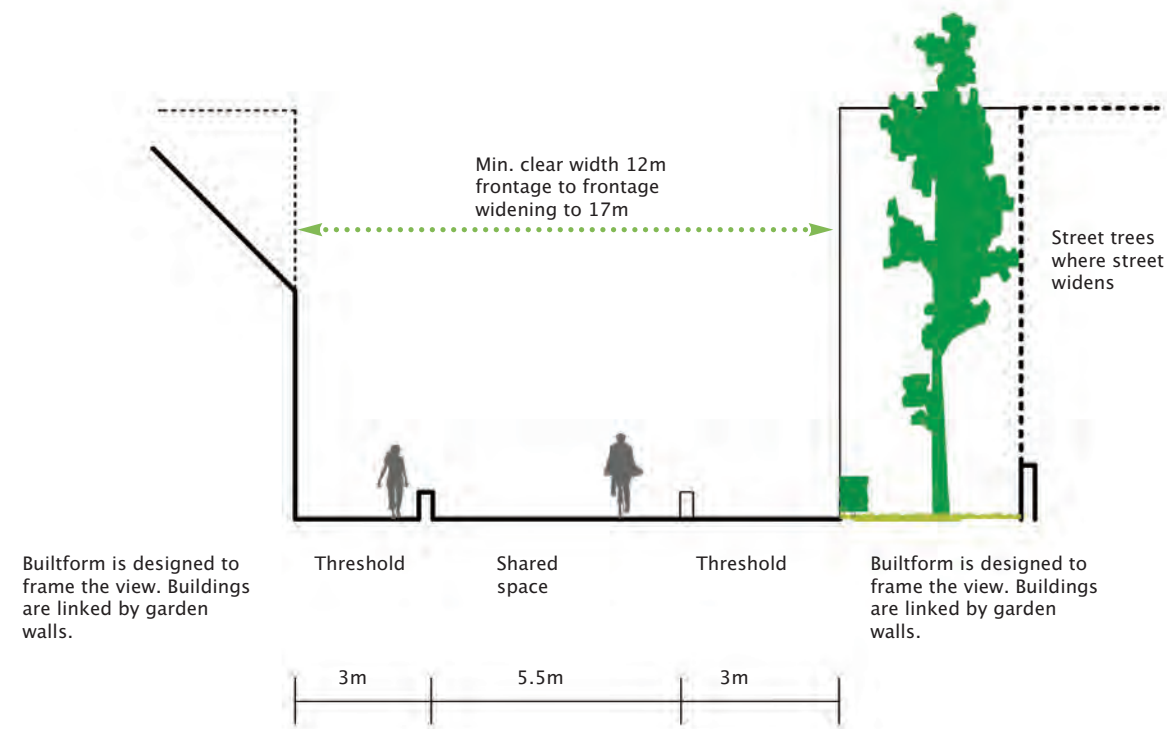 Min. clear width 12m
frontage to frontage
widening to 17m
Street trees
where street
widens
Builtform is designed to
frame the view. Buildings
are linked by garden
walls.
Threshold
Shared
space
Threshold
Builtform is designed to
frame the view. Buildings
are linked by garden
walls.
3m
5.5m
3m